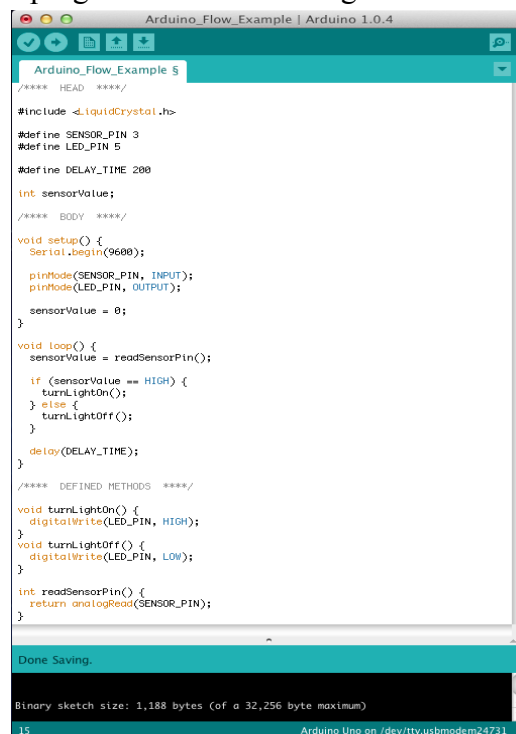 Arduino_Flow_Example | Arduino 1.0.4
Arduino_Flow_Example §
/**** HEAD ****/
#include <LiquidCrystal.h>
#define SENSOR_PIN 3
#define LED_PIN 5
#define DELAY_TIME 200
int sensorValue;
/**** BODY ****/
void setup() {
  Serial.begin(9600);
  pinMode(SENSOR_PIN, INPUT);
  pinMode(LED_PIN, OUTPUT);
  sensorValue = 0;
}
void loop() {
  sensorValue = readSensorPin();
  if (sensorValue == HIGH) {
    turnLightOn();
  } else {
    turnLightOff();
  }
  delay(DELAY_TIME);
}
/**** DEFINED METHODS ****/
void turnLightOn() {
  digitalWrite(LED_PIN, HIGH);
}
void turnLightOff() {
  digitalWrite(LED_PIN, LOW);
}
int readSensorPin() {
  return analogRead(SENSOR_PIN);
}
Done Saving.
Binary sketch size: 1,188 bytes (of a 32,256 byte maximum)
15 Arduino Uno on /dev/tty.usbmodem24731